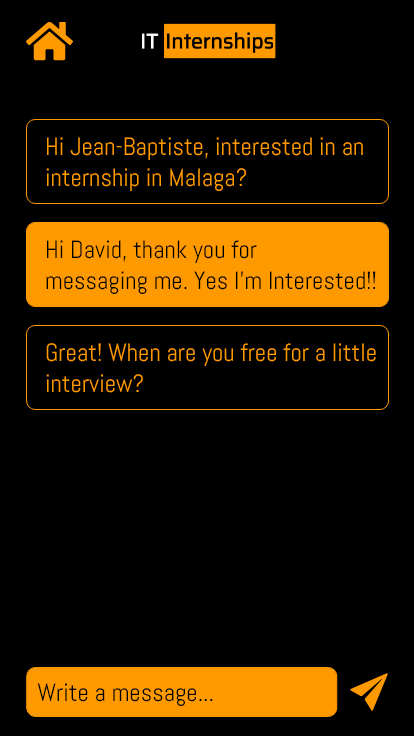 IT Internships
Hi Jean-Baptiste, interested in an
internship in Malaga?
Hi David, thank you for
messaging me. Yes I'm Interested!!
Great! When are you free for a little
interview?
Write a message...